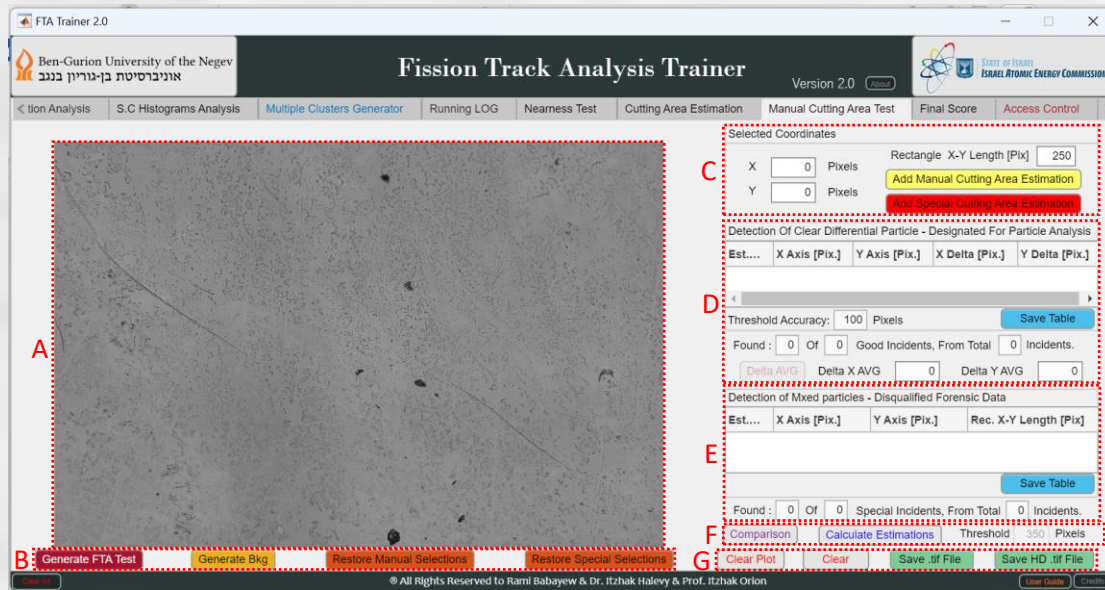 FTA Trainer 2.0
Ben-Gurion University of the Negev
אוניברסיטת בן-גוריון בנגב
Fission Track Analysis Trainer
Version 2.0
About
STATE OF ISRAEL
ISRAEL ATOMIC ENERGY COMMISSION
< tion Analysis
S.C Histograms Analysis
Multiple Clusters Generator
Running LOG
Nearness Test
Cutting Area Estimation
Manual Cutting Area Test
Final Score
Access Control
A
C
Selected Coordinates
X 0 Pixels
Y 0 Pixels
Rectangle X-Y Length [Pix] 250
Add Manual Cutting Area Estimation
Add Special Cutting Area Estimation
D
Detection Of Clear Differential Particle - Designated For Particle Analysis
Est.... X Axis [Pix.] Y Axis [Pix.] X Delta [Pix.] Y Delta [Pix.]
Threshold Accuracy: 100 Pixels Save Table
Found : 0 Of 0 Good Incidents, From Total 0 Incidents.
Delta AVG Delta X AVG 0 Delta Y AVG 0
E
Detection of Mxed particles - Disqualified Forensic Data
Est.... X Axis [Pix.] Y Axis [Pix.] Rec. X-Y Length [Pix]
Save Table
Found : 0 Of 0 Special Incidents, From Total 0 Incidents.
F Comparison Calculate Estimations Threshold 350 Pixels
B Generate FTA Test Generate Bkg Restore Manual Selections Restore Special Selections
G Clear Plot Clear Save .tif File Save HD .tif File
Clear All
® All Rights Reserved to Rami Babayew & Dr. Itzhak Halevy & Prof. Itzhak Orion
User Guide
Credits